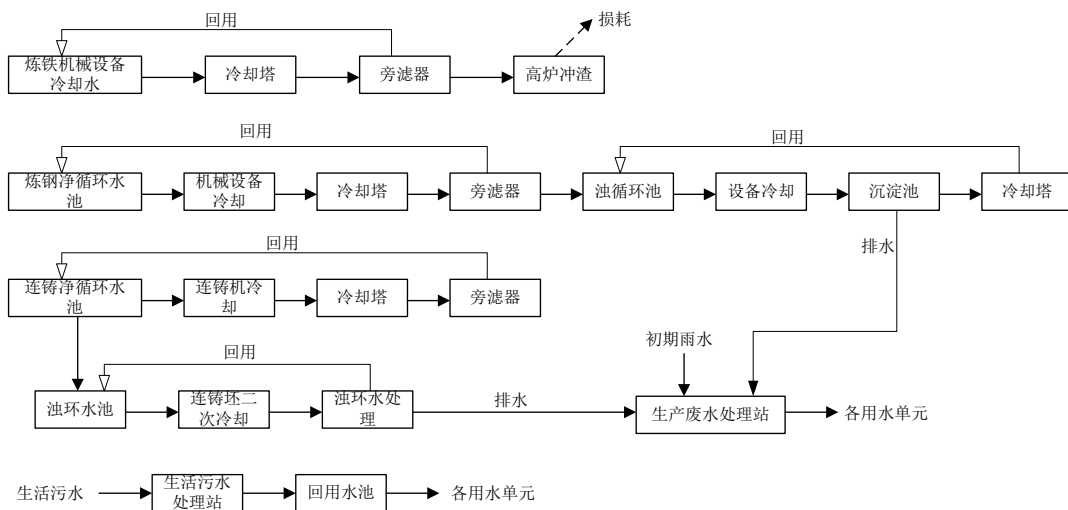 回用
损耗
炼铁机械设备
冷却水
冷却塔
旁滤器
高炉冲渣
回用
回用
炼钢净循环水
池
机械设备
冷却
冷却塔
旁滤器
浊循环池
设备冷却
沉淀池
冷却塔
排水
回用
连铸净循环水
池
连铸机冷
却
冷却塔
旁滤器
初期雨水
回用
浊环水池
连铸坯二
次冷却
浊环水处
理
排水
生产废水处理站
各用水单元
生活污水
生活污水
处理站
回用水池
各用水单元